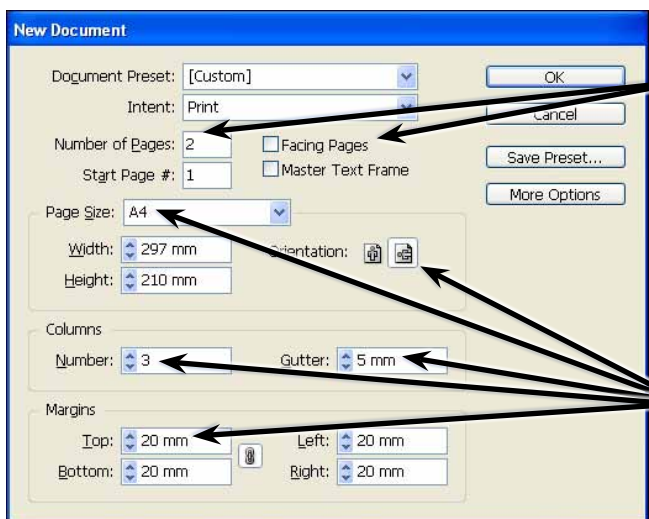 New Document
Document Preset: [Custom]
OK
Intent: Print
Cancel
Number of Pages: 2
Facing Pages
Start Page #: 1
Master Text Frame
Save Preset...
More Options
Page Size: A4
Width: 297 mm
Orientation:
Height: 210 mm
Columns
Number: 3
Gutter: 5 mm
Margins
Top: 20 mm
Left: 20 mm
Bottom: 20 mm
Right: 20 mm